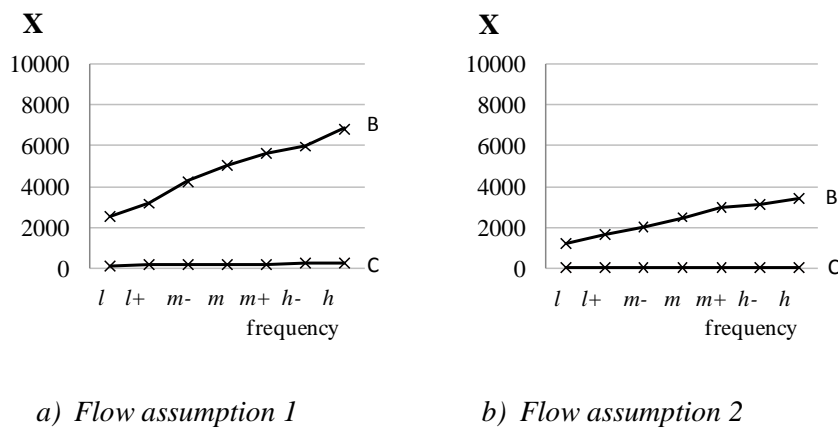 X
10000
8000
6000
4000
2000
0
B
C
l l+ m- m m+ h- h
frequency
a) Flow assumption 1
X
10000
8000
6000
4000
2000
0
B
C
l l+ m- m m+ h- h
frequency
b) Flow assumption 2